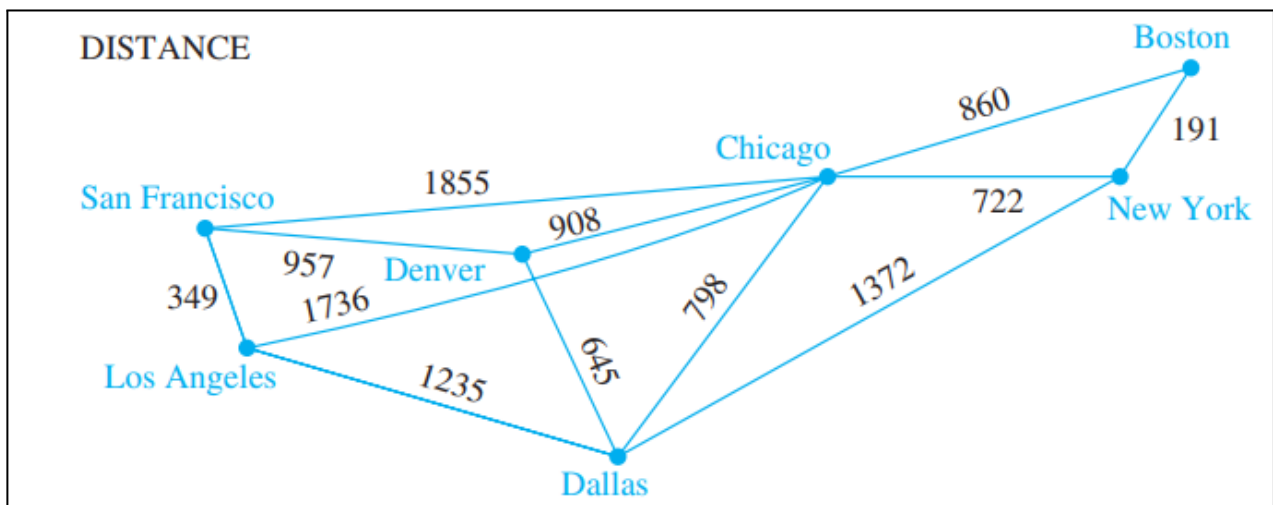 DISTANCE
Boston
860
191
Chicago
1855
San Francisco
722
New York
908
957
Denver
349
1736
798
1372
645
Los Angeles
1235
Dallas